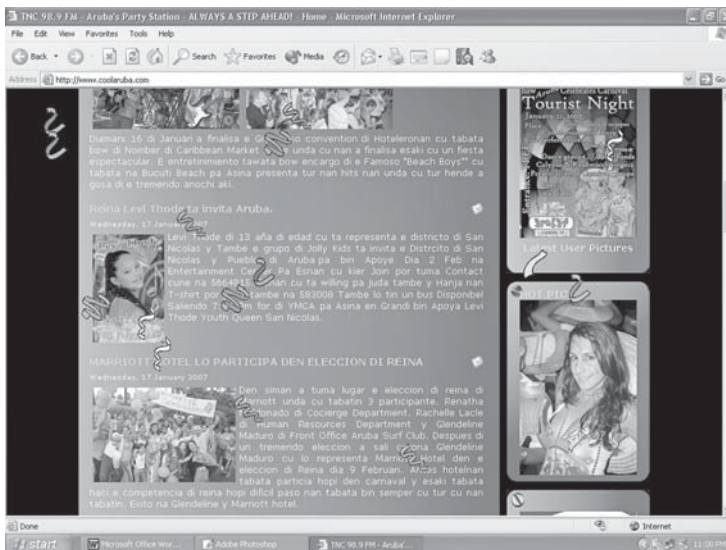 TNC 98.9 FM - Aruba's Party Station - ALWAYS A STEP AHEAD! - Home - Microsoft Internet Explorer
File Edit View Favorites Tools Help
Back Search Favorites Media
Address http://www.coolaruba.com Go
Diamars 16 di Januari a finalisa e convention di Hoteleronan cu tabata
bow di Nomber di Caribbean Market unda cu nan a finalisa esaki cu un fiesta
espectacular. E entretinimiento tawata bow encargo di e Famoso "Beach Boys"" cu
tabata na Bucuti Beach pa Asina presenta tur nan hits nan unda cu tur hende a
gosa di e tremendo anochi aki.
Reina Levi Thode ta invita Aruba.
Wednesday, 17 January
Levi Thode di 13 aña di edad cu ta representa e districto di San
Nicolas y Tambe e grupo di Jolly Kids ta invita e Distrcito di San
Nicolas y Pueblo di Aruba pa bin Apoye Dia 2 Feb na
Entertainment Center Pa Esnan cu kier Join por tuma Contact
cune na cu ta willing pa juda tambe y Hanja nan
T-shirt por tambe na 583008 Tambe lo tin un bus Disponibel
Saliendo for di YMCA pa Asina en Grandi bin Apoya Levi
Thode Youth Queen San Nicolas.
MARRIOTT HOTEL LO PARTICIPA DEN ELECCION DI REINA
Wednesday, 17 January 2007
Den siman a tuma lugar e eleccion di reina di
Marriott unda cu tabatin 3 participante. Renatha
di Cocierge Department. Rachelle Lacle
di Human Resources Department y Glendeline
Maduro di Front Office Aruba Surf Club. Despues di
un tremendo eleccion a sali Glendeline
Maduro cu lo representa Marriott Hotel den e
eleccion di Reina dia 9 Februari. hotelnan
tabata particia hopi den carnaval y esaki tabata
haci e competencia di reina hopi dificil paso nan tabata bin semper cu tur cu nan
tabatin. Exito na Glendeline y Marriott hotel.
bow Aruba Celebrates Carnaval
Tourist Night
January
Place
Dance group
Entrance
Latest User Pictures
HOT PIC
Done Internet
start Microsoft Office Wor... Adobe Photoshop TNC 98.9 FM - Aruba'... 11:00 PM